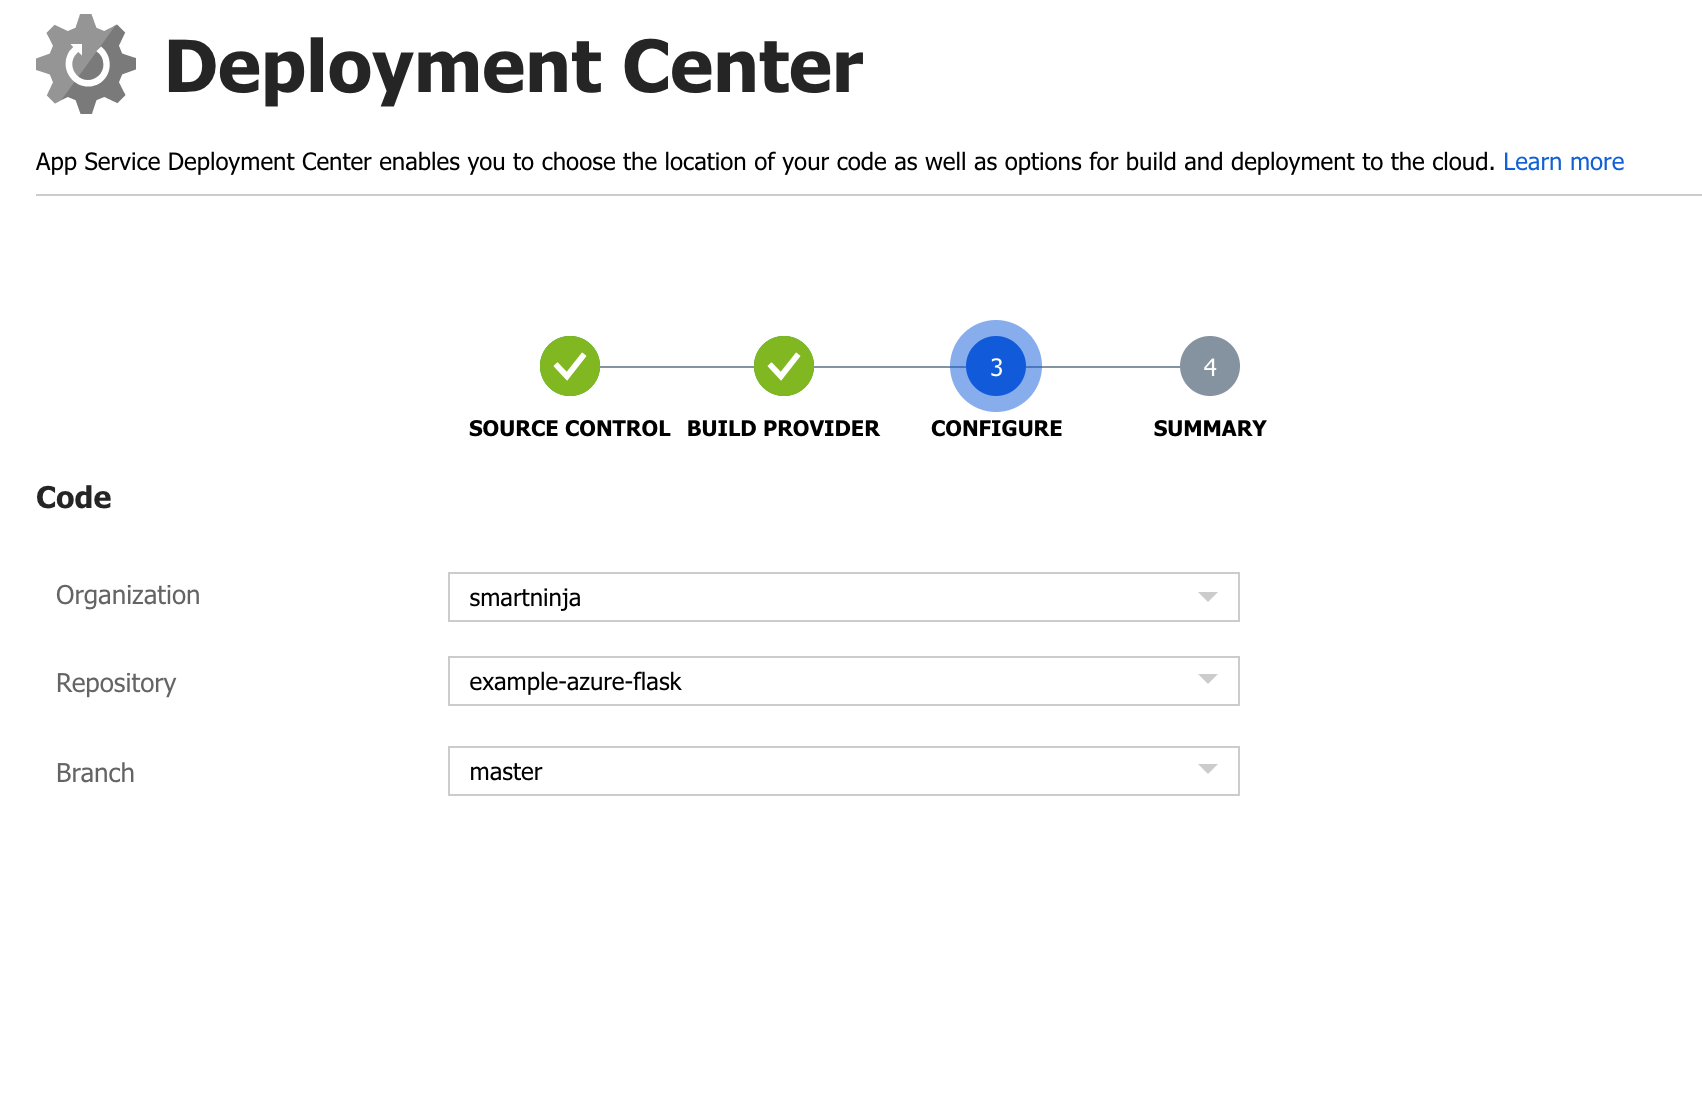 Deployment Center
App Service Deployment Center enables you to choose the location of your code as well as options for build and deployment to the cloud. Learn more
3
4
SOURCE CONTROL BUILD PROVIDER CONFIGURE SUMMARY
Code
Organization smartninja
Repository example-azure-flask
Branch master